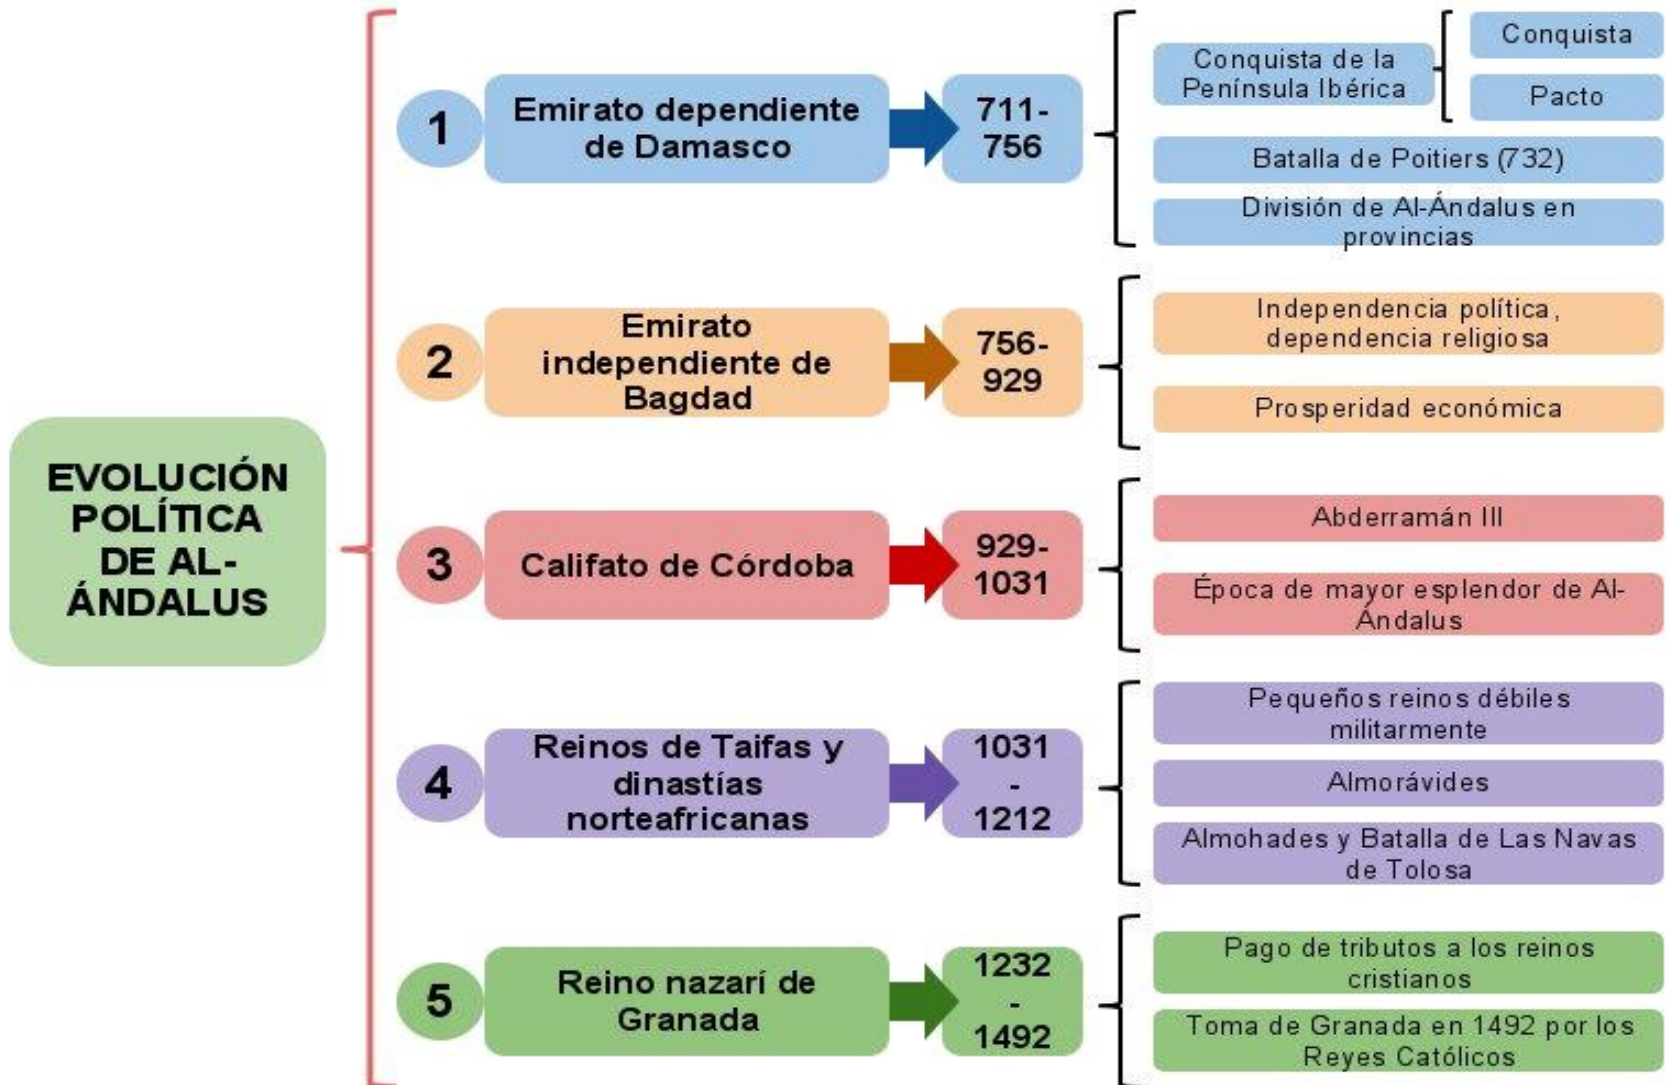 EVOLUCIÓN
POLÍTICA
DE AL-
ÁNDALUS
1
Emirato dependiente
de Damasco
711-
756
Conquista de la
Península Ibérica
Conquista
Pacto
Batalla de Poitiers (732)
División de Al-Ándalus en
provincias
2
Emirato
independiente de
Bagdad
756-
929
Independencia política,
dependencia religiosa
Prosperidad económica
3
Califato de Córdoba
929-
1031
Abderramán III
Época de mayor esplendor de Al-
Ándalus
4
Reinos de Taifas y
dinastías
norteafricanas
1031
-
1212
Pequeños reinos débiles
militarmente
Almorávides
Almohades y Batalla de Las Navas
de Tolosa
5
Reino nazarí de
Granada
1232
-
1492
Pago de tributos a los reinos
cristianos
Toma de Granada en 1492 por los
Reyes Católicos